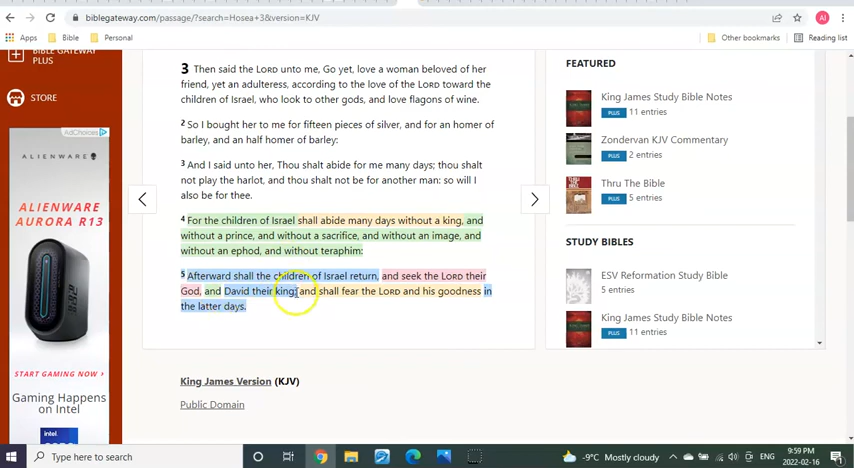 biblegateway.com/passage/?search=Hosea+3&version=KJV
AI
Apps
Bible
Personal
Other bookmarks
Reading list
BIBLE GATEWAY
PLUS
STORE
AdChoices
ALIENWARE
ALIENWARE
AURORA R13
START GAMING NOW >
Gaming Happens
on Intel
intel
3 Then said the LORD unto me, Go yet, love a woman beloved of her
friend, yet an adulteress, according to the love of the LORD toward the
children of Israel, who look to other gods, and love flagons of wine.
2 So I bought her to me for fifteen pieces of silver, and for an homer of
barley, and an half homer of barley:
3 And I said unto her, Thou shalt abide for me many days; thou shalt
not play the harlot, and thou shalt not be for another man: so will I
also be for thee.
4 For the children of Israel shall abide many days without a king, and
without a prince, and without a sacrifice, and without an image, and
without an ephod, and without teraphim:
5 Afterward shall the children of Israel return, and seek the LORD their
God, and David their king; and shall fear the LORD and his goodness in
the latter days.
King James Version (KJV)
Public Domain
FEATURED
King James Study Bible Notes
PLUS 11 entries
Zondervan KJV Commentary
PLUS 2 entries
Thru The Bible
PLUS 5 entries
STUDY BIBLES
ESV Reformation Study Bible
5 entries
King James Study Bible Notes
PLUS 11 entries
Type here to search
-9°C Mostly cloudy
ENG
9:59 PM
2022-02-16